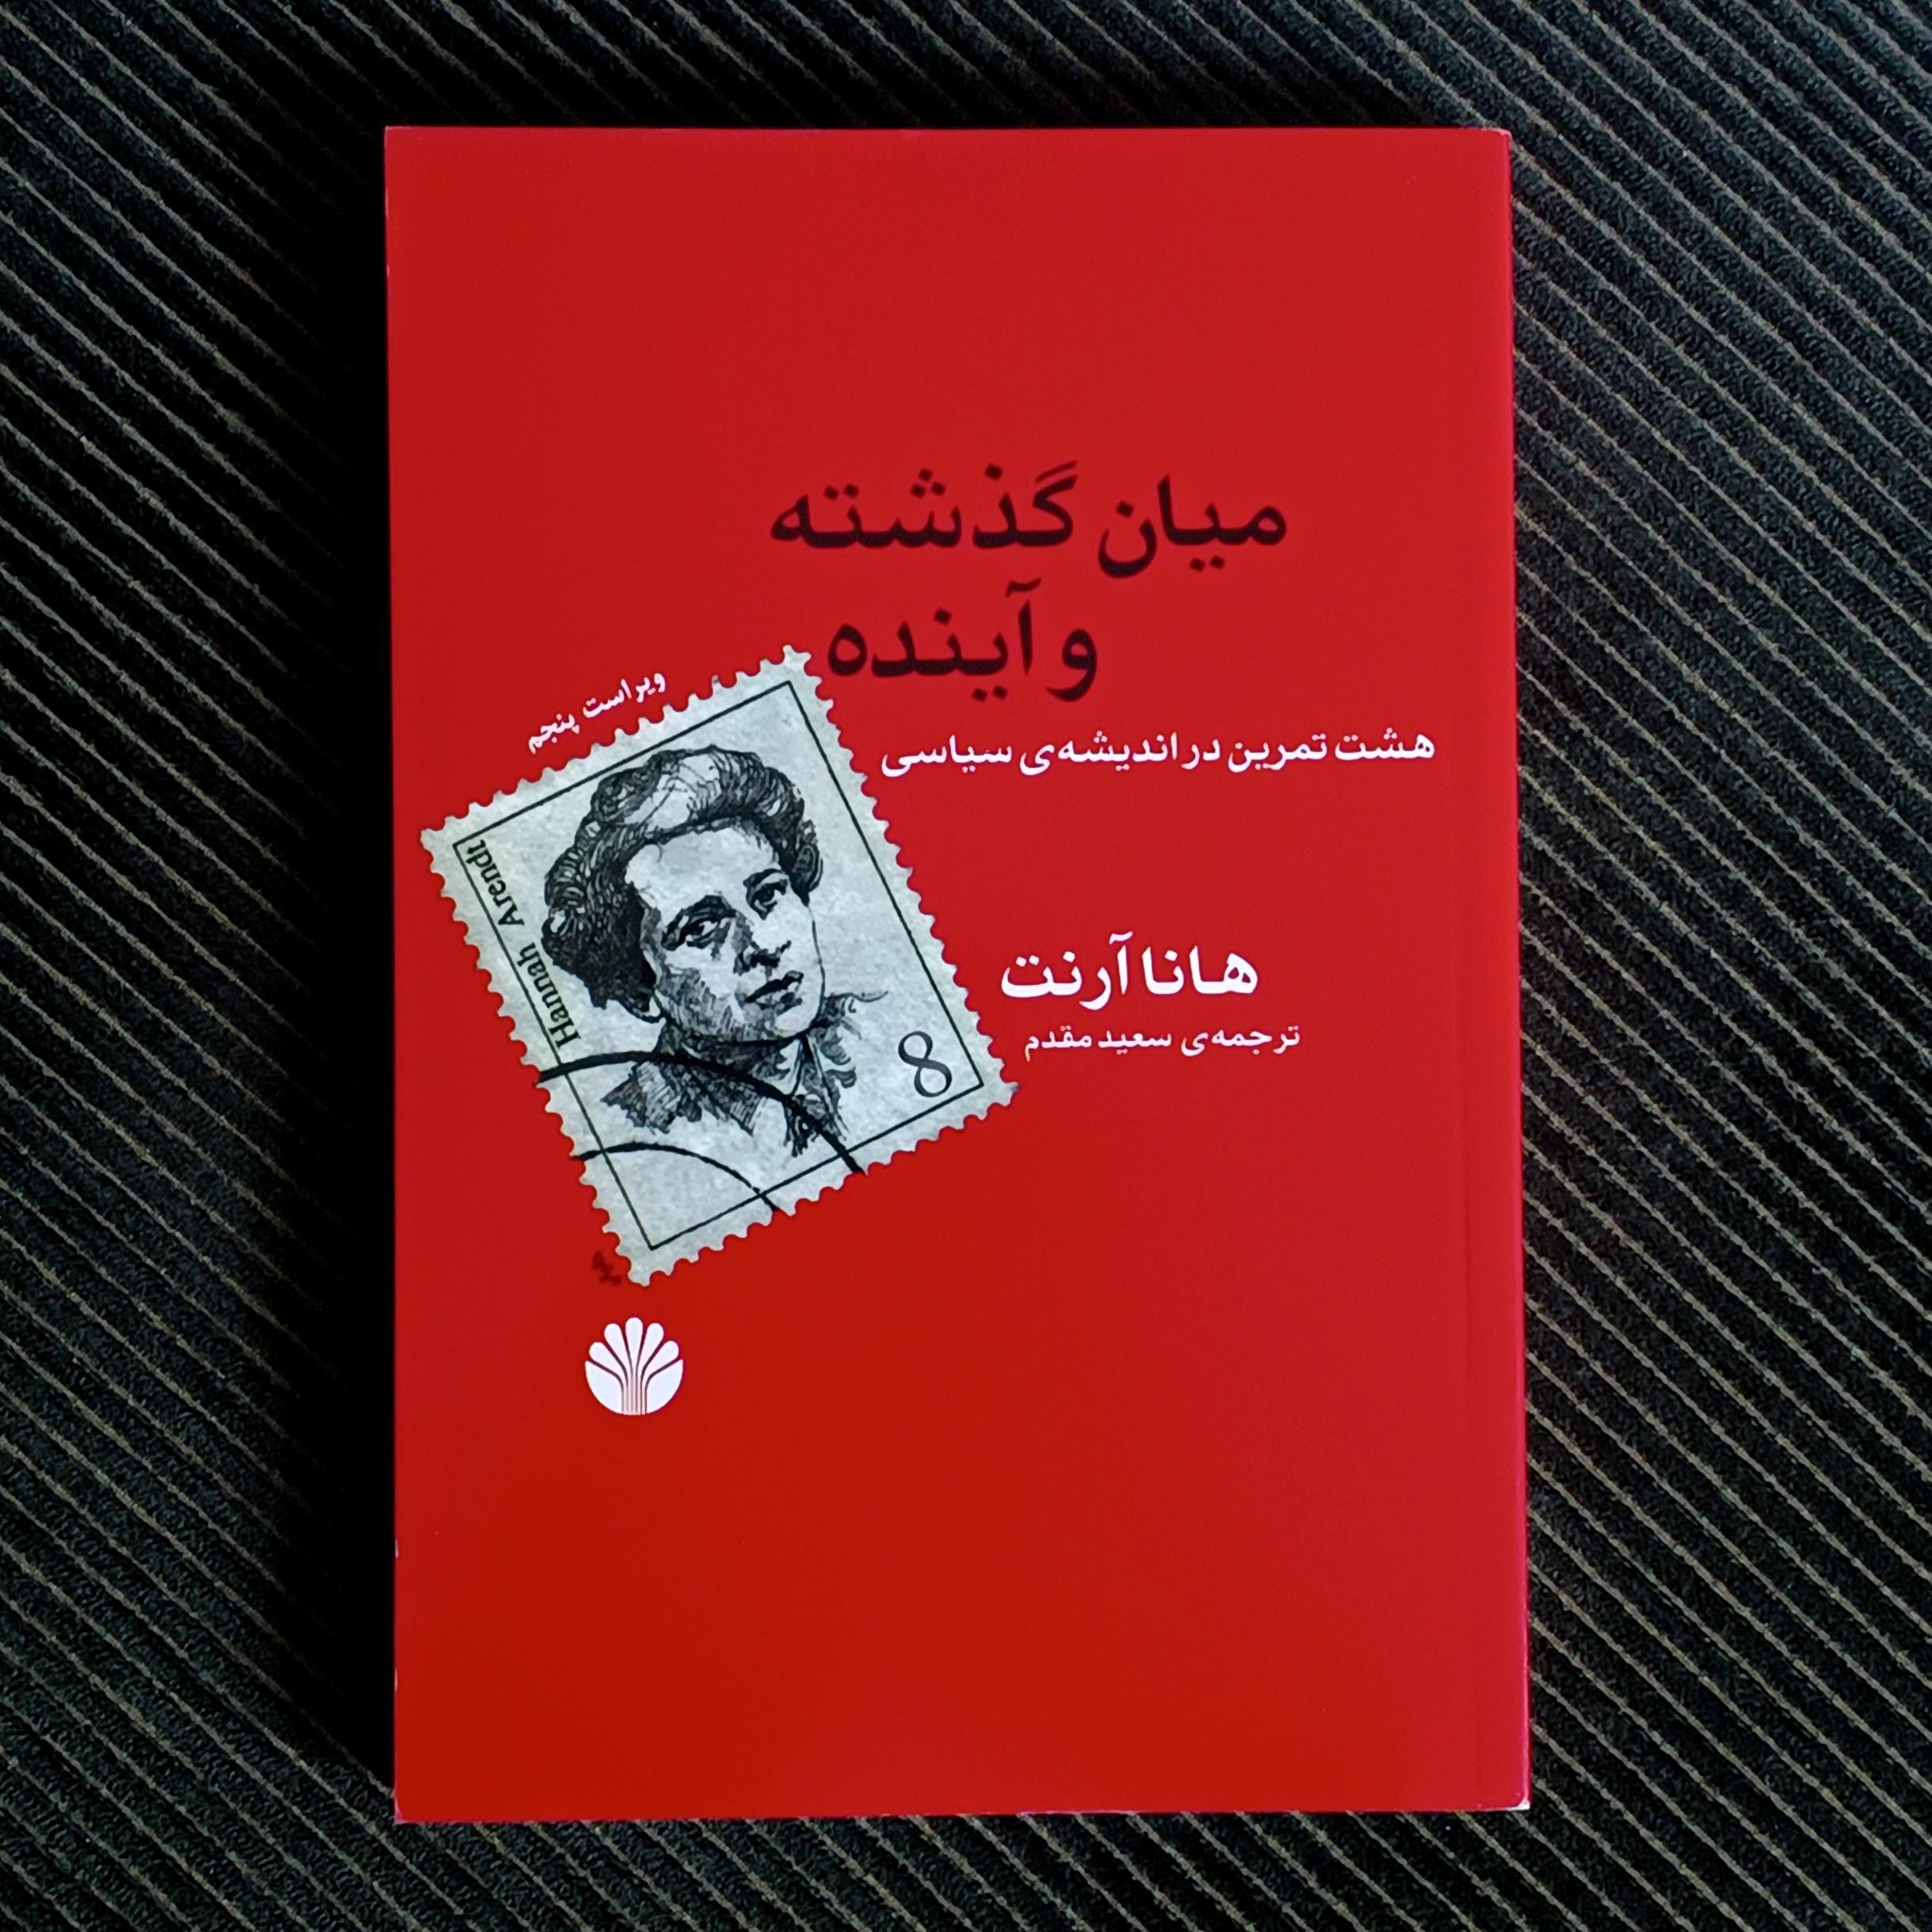 میان گذشته
و آینده
ویراست پنجم
هشت تمرین در اندیشه‌ی سیاسی
Hannah Arendt
8
هانا آرنت
ترجمه‌ی سعید مقدم